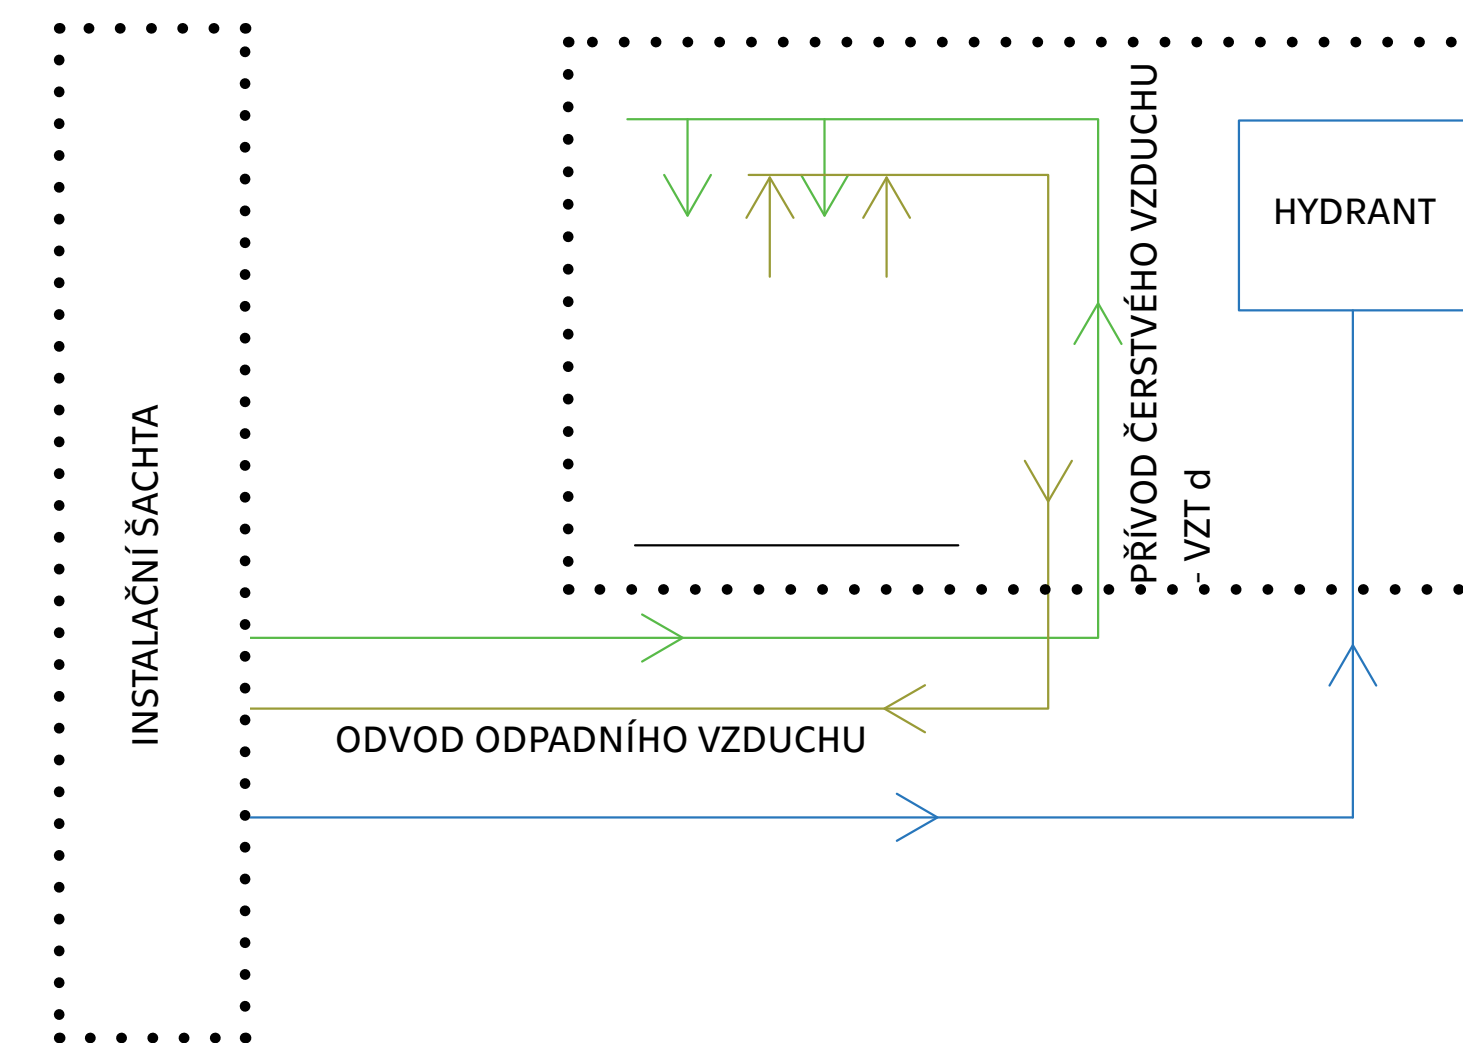 INSTALAČNÍ ŠACHTA
PŘÍVOD ČERSTVÉHO VZDUCHU
- VZT d
HYDRANT
ODVOD ODPADNÍHO VZDUCHU